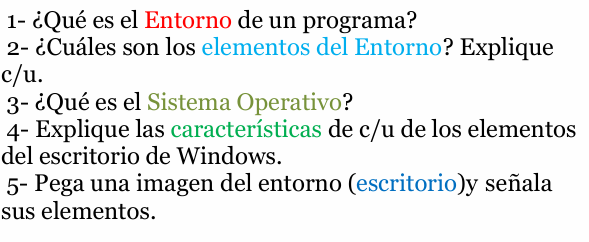 1- ¿Qué es el Entorno de un programa?
2- ¿Cuáles son los elementos del Entorno? Explique
c/u.
3- ¿Qué es el Sistema Operativo?
4- Explique las características de c/u de los elementos
del escritorio de Windows.
5- Pega una imagen del entorno (escritorio)y señala
sus elementos.